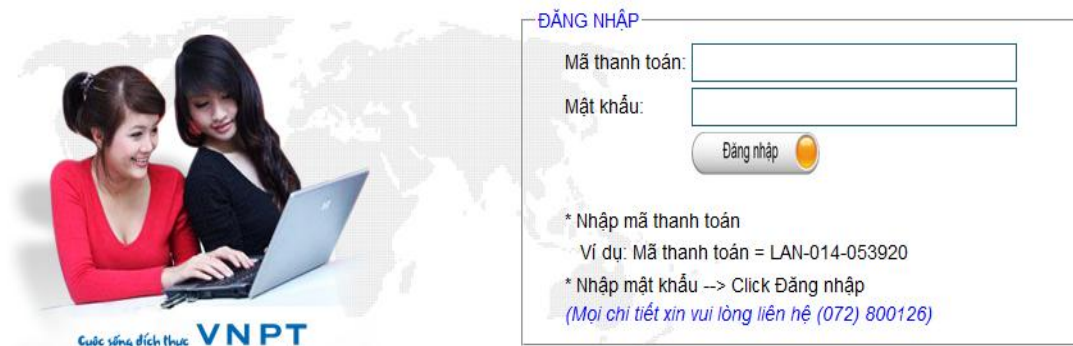 ĐĂNG NHẬP
Mã thanh toán:
Mật khẩu:
Đăng nhập
* Nhập mã thanh toán
Ví dụ: Mã thanh toán = LAN-014-053920
* Nhập mật khẩu --> Click Đăng nhập
(Mọi chi tiết xin vui lòng liên hệ (072) 800126)
Cuộc sống đích thực VNPT